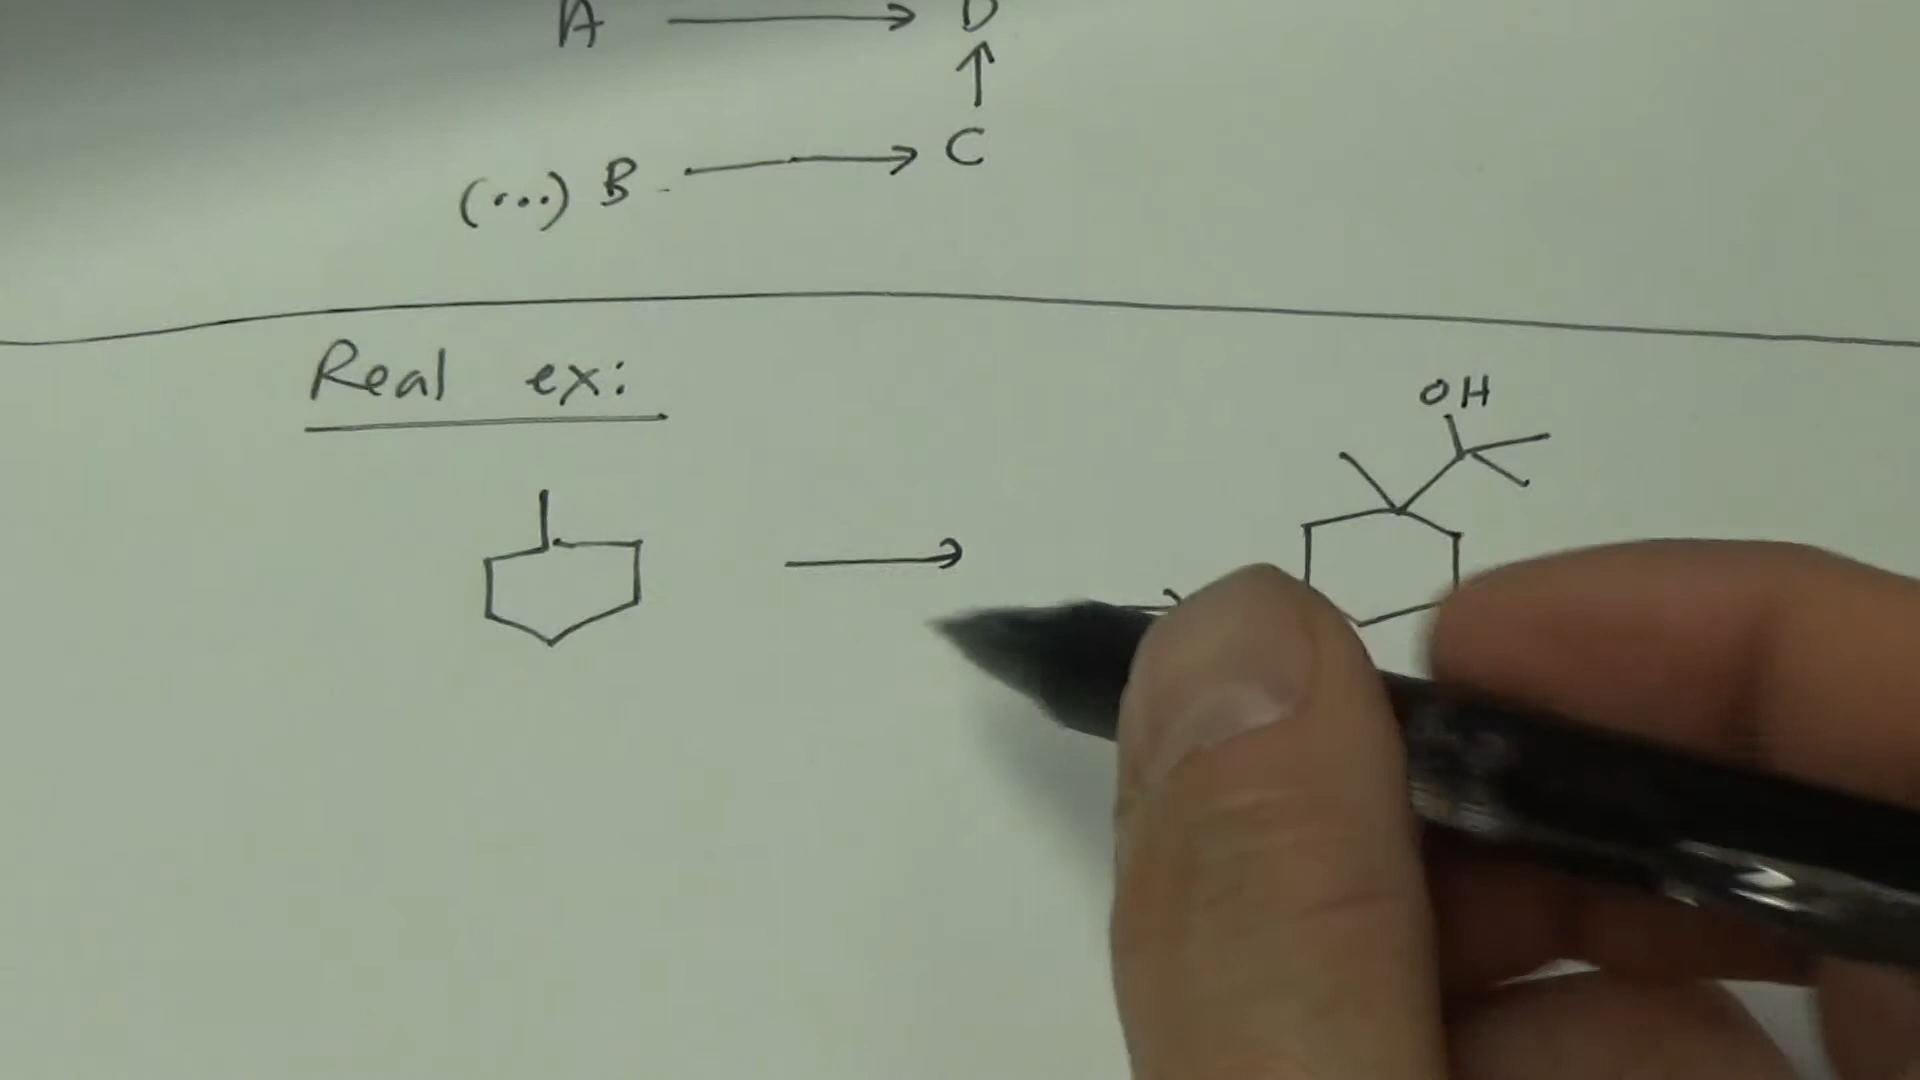 A → D
↑
(...) B → C
Real ex:
OH
→